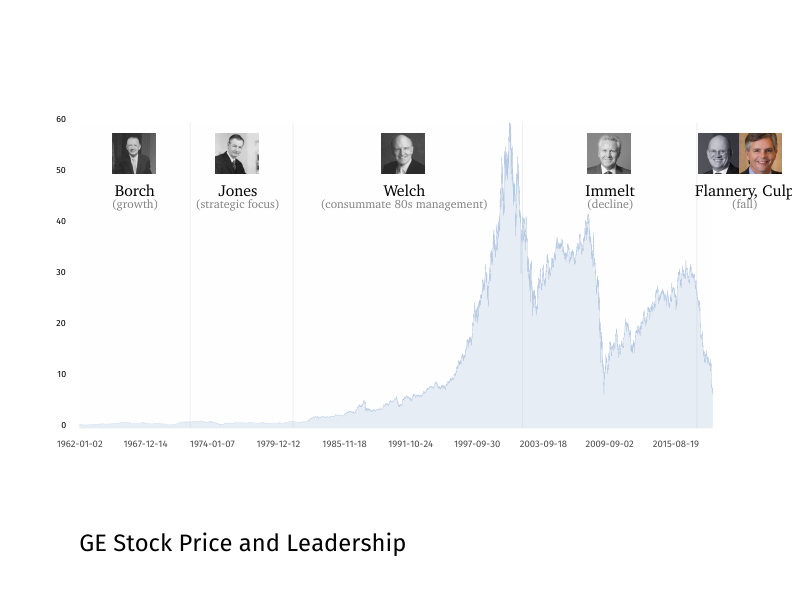 60
50
40
30
20
10
0
Borch
(growth)
Jones
(strategic focus)
Welch
(consummate 80s management)
Immelt
(decline)
Flannery, Culp
(fall)
1962-01-02 1967-12-14 1974-01-07 1979-12-12 1985-11-18 1991-10-24 1997-09-30 2003-09-18 2009-09-02 2015-08-19
GE Stock Price and Leadership